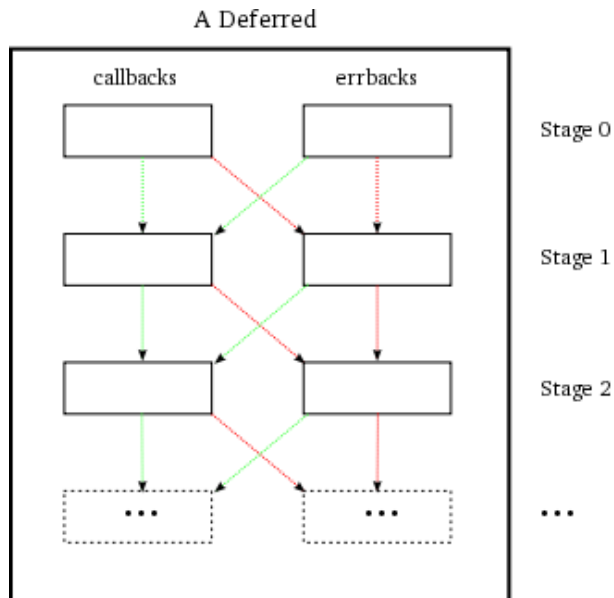 A Deferred
callbacks errbacks
Stage 0
Stage 1
Stage 2
... ... ...